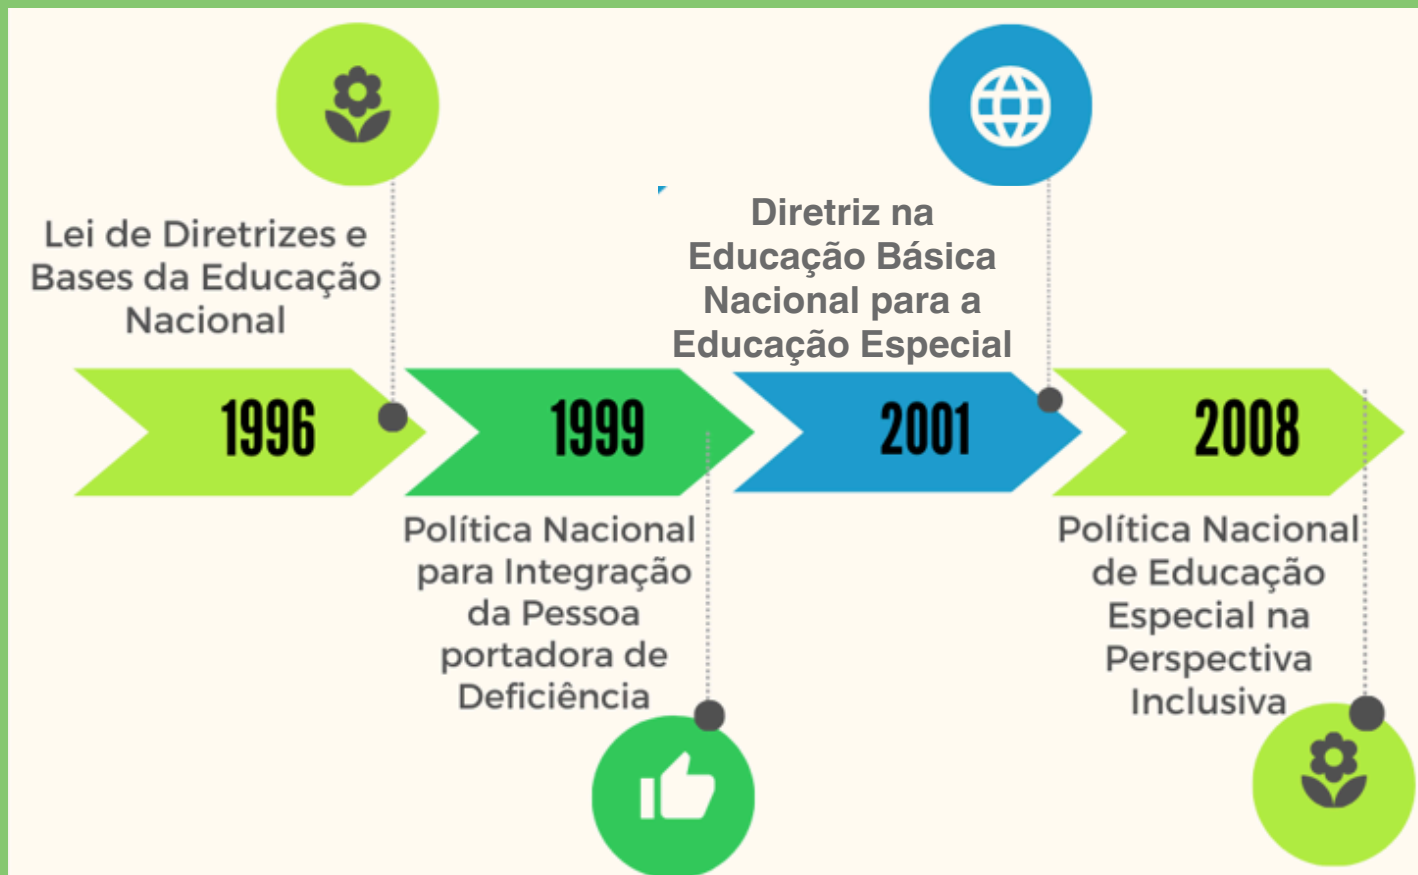 Lei de Diretrizes e
Bases da Educação
Nacional
1996
1999
Política Nacional
para Integração
da Pessoa
portadora de
Deficiência
Diretriz na
Educação Básica
Nacional para a
Educação Especial
2001
2008
Política Nacional
de Educação
Especial na
Perspectiva
Inclusiva